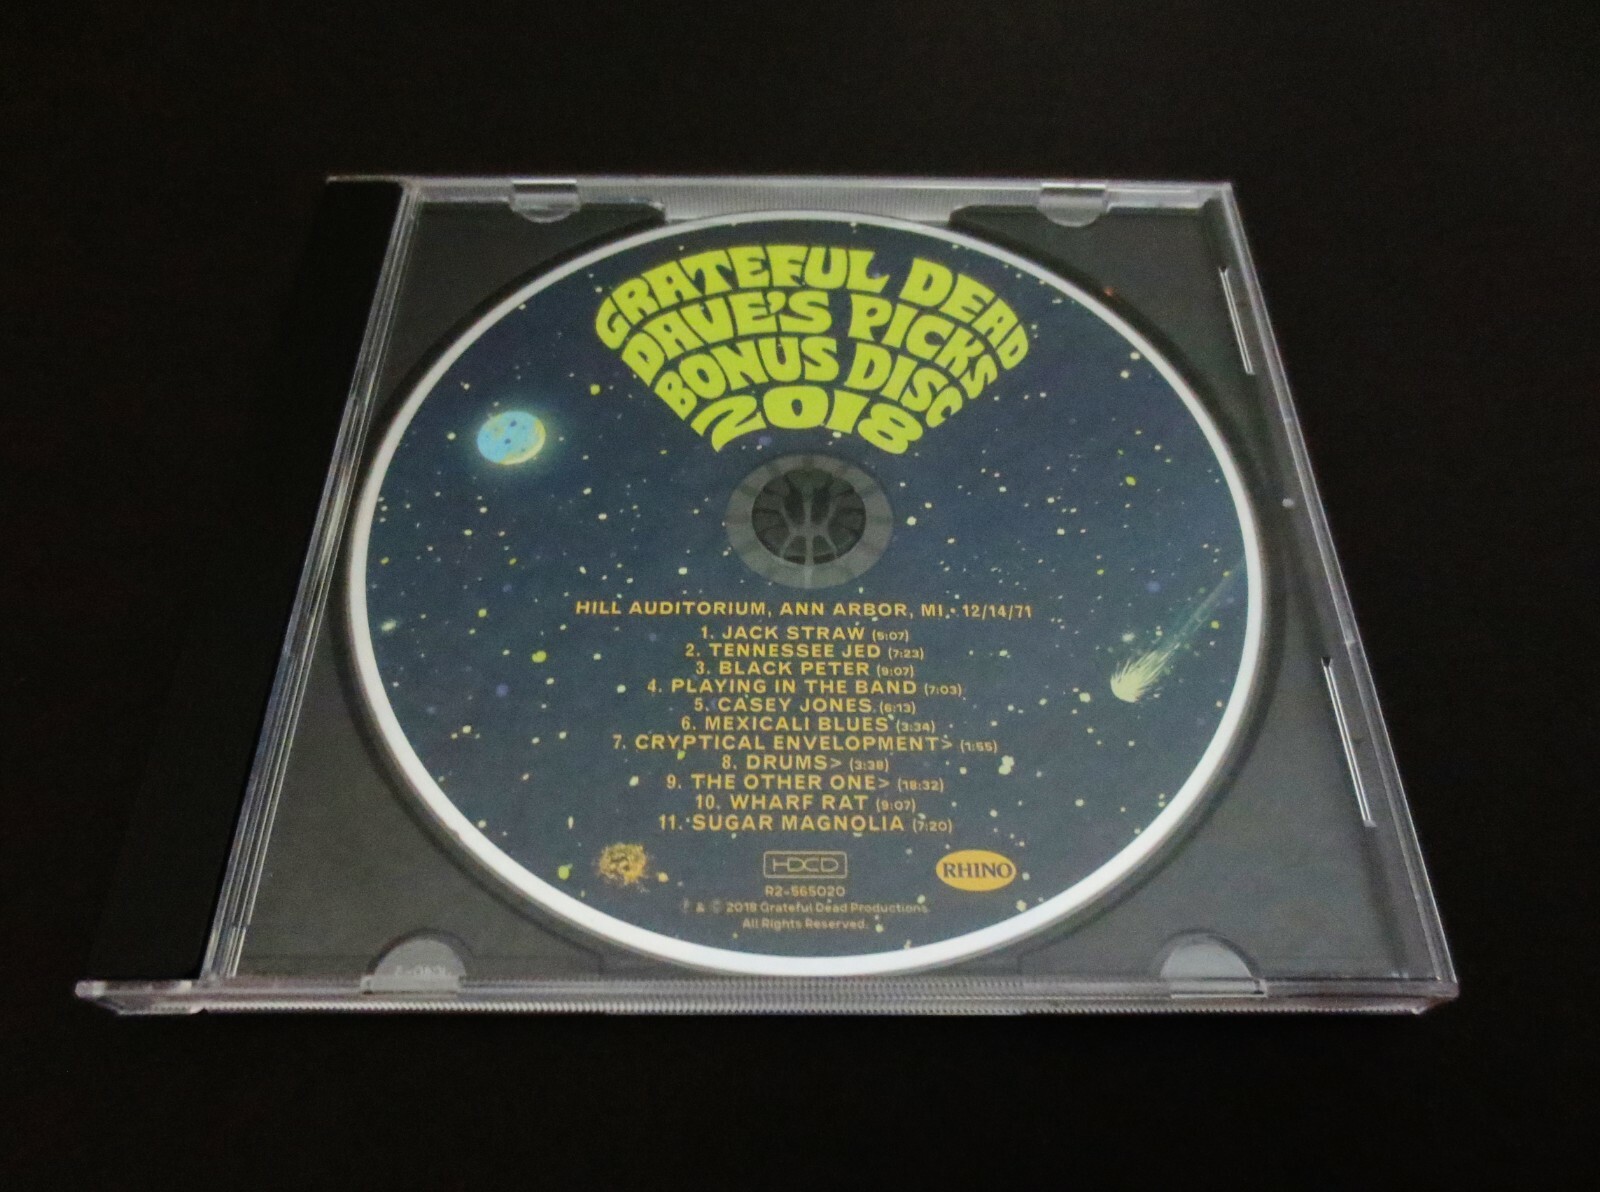 GRATEFUL DEAD
DAVE'S PICKS
BONUS DISC
2018
HILL AUDITORIUM, ANN ARBOR, MI • 12/14/71
1. JACK STRAW (5:07)
2. TENNESSEE JED (7:23)
3. BLACK PETER (9:07)
4. PLAYING IN THE BAND (7:03)
5. CASEY JONES (6:13)
6. MEXICALI BLUES (3:34)
7. CRYPTICAL ENVELOPMENT> (1:55)
8. DRUMS> (3:39)
9. THE OTHER ONE> (18:32)
10. WHARF RAT (9:07)
11. SUGAR MAGNOLIA (7:20)
HDCD
RHINO
R2-565020
℗ & © 2018 Grateful Dead Productions.
All Rights Reserved.